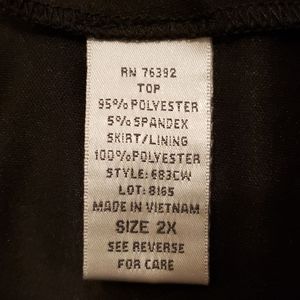 RN 76392
TOP
95% POLYESTER
5% SPANDEX
SKIRT/LINING
100% POLYESTER
STYLE: 683CW
LOT: 8165
MADE IN VIETNAM
SIZE 2X
SEE REVERSE
FOR CARE